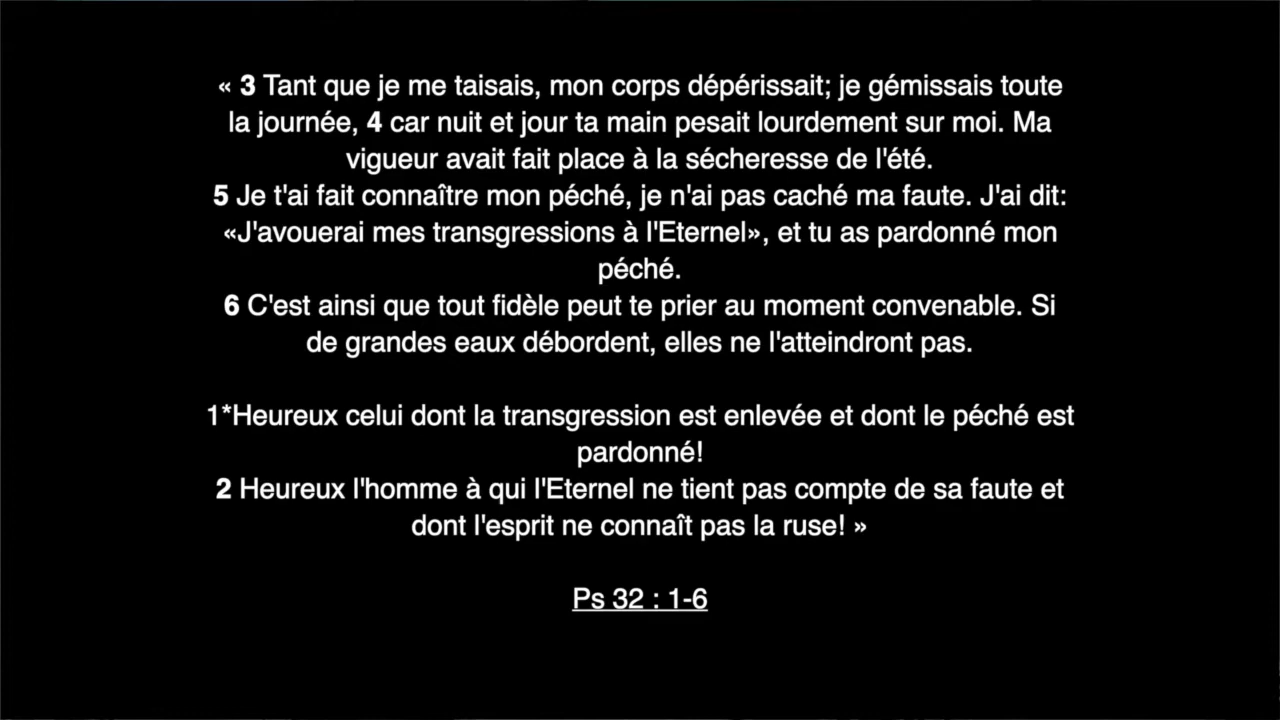 « 3 Tant que je me taisais, mon corps dépérissait; je gémissais toute
la journée, 4 car nuit et jour ta main pesait lourdement sur moi. Ma
vigueur avait fait place à la sécheresse de l'été.
5 Je t'ai fait connaître mon péché, je n'ai pas caché ma faute. J'ai dit:
«J'avouerai mes transgressions à l'Eternel», et tu as pardonné mon
péché.
6 C'est ainsi que tout fidèle peut te prier au moment convenable. Si
de grandes eaux débordent, elles ne l'atteindront pas.
1*Heureux celui dont la transgression est enlevée et dont le péché est
pardonné!
2 Heureux l'homme à qui l'Eternel ne tient pas compte de sa faute et
dont l'esprit ne connaît pas la ruse! »
Ps 32 : 1-6